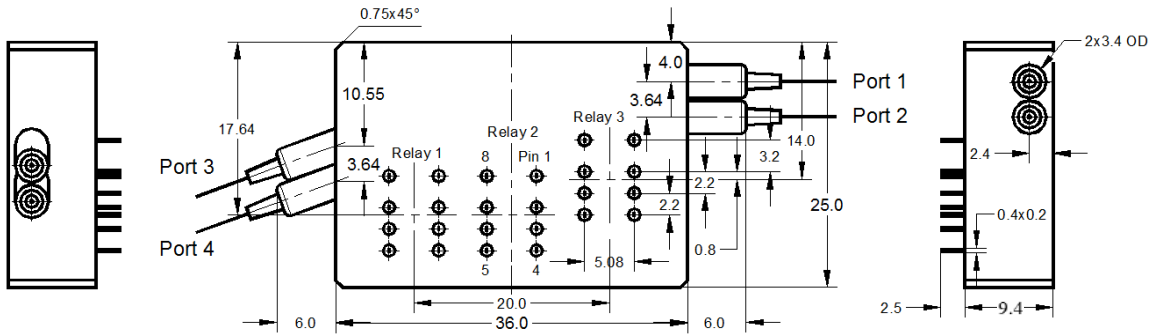 0.75x45°
2x3.4 OD
4.0
Port 1
10.55
3.64
Port 2
17.64
Relay 3
Relay 2
14.0
Relay 1
8
Pin 1
3.2
2.4
Port 3
3.64
2.2
2.2
25.0
0.4x0.2
Port 4
0.8
5
4
5.08
20.0
2.5
9.4
6.0
36.0
6.0